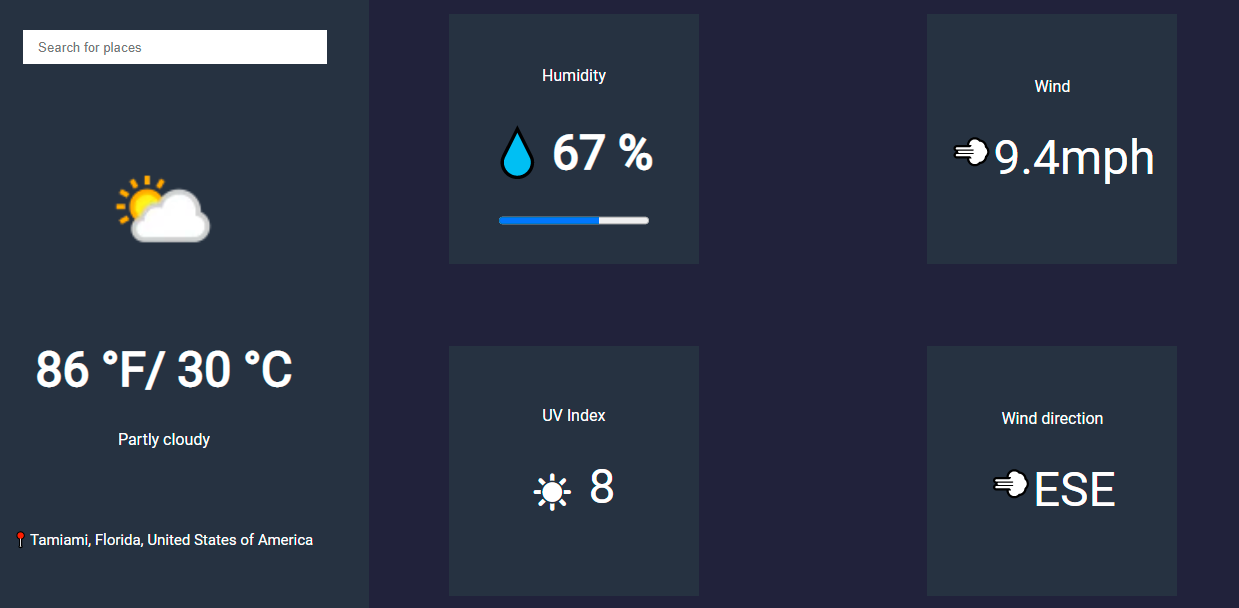 Search for places
86 °F/ 30 °C
Partly cloudy
Tamiami, Florida, United States of America
Humidity
67 %
Wind
9.4mph
UV Index
8
Wind direction
ESE